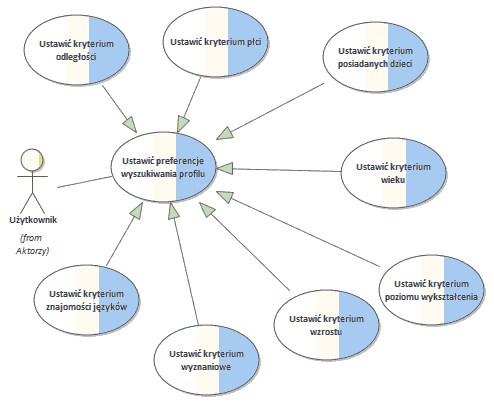 Ustawić kryterium
odległości
Ustawić kryterium płci
Ustawić kryterium
posiadanych dzieci
Ustawić preferencje
wyszukiwania profilu
Ustawić kryterium
wieku
Użytkownik
(from
Aktorzy)
Ustawić kryterium
znajomości języków
Ustawić kryterium
wyznaniowe
Ustawić kryterium
wzrostu
Ustawić kryterium
poziomu wykształcenia